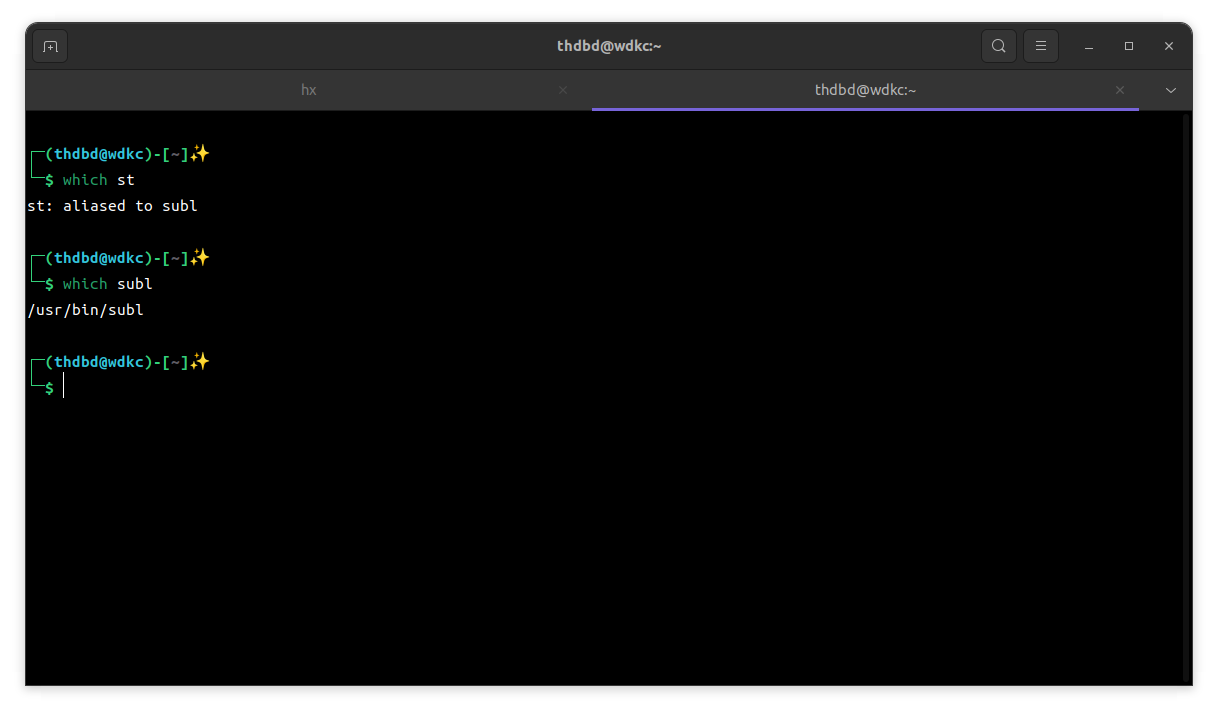 thdbd@wdkc:~
hx
thdbd@wdkc:~
(thdbd@wdkc)-[~]✨
$ which st
st: aliased to subl
(thdbd@wdkc)-[~]✨
$ which subl
/usr/bin/subl
(thdbd@wdkc)-[~]✨
$